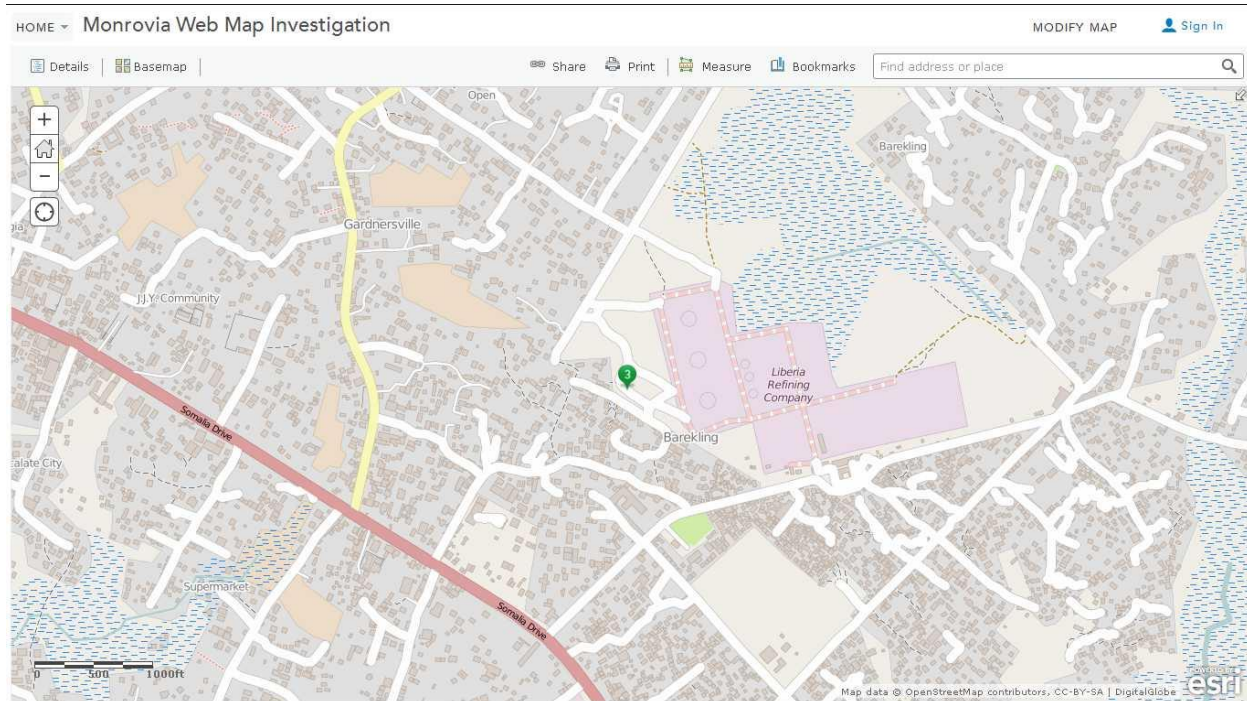 HOME Monrovia Web Map Investigation MODIFY MAP Sign In
Details Basemap Share Print Measure Bookmarks Find address or place
Open
Barekling
Gardnersville
gia
J.J.Y. Community
3
Liberia
Refining
Company
Somalia Drive
Barekling
alate City
Supermarket
Somalia Drive
0 500 1000ft
Map data © OpenStreetMap contributors, CC-BY-SA | DigitalGlobe
esri